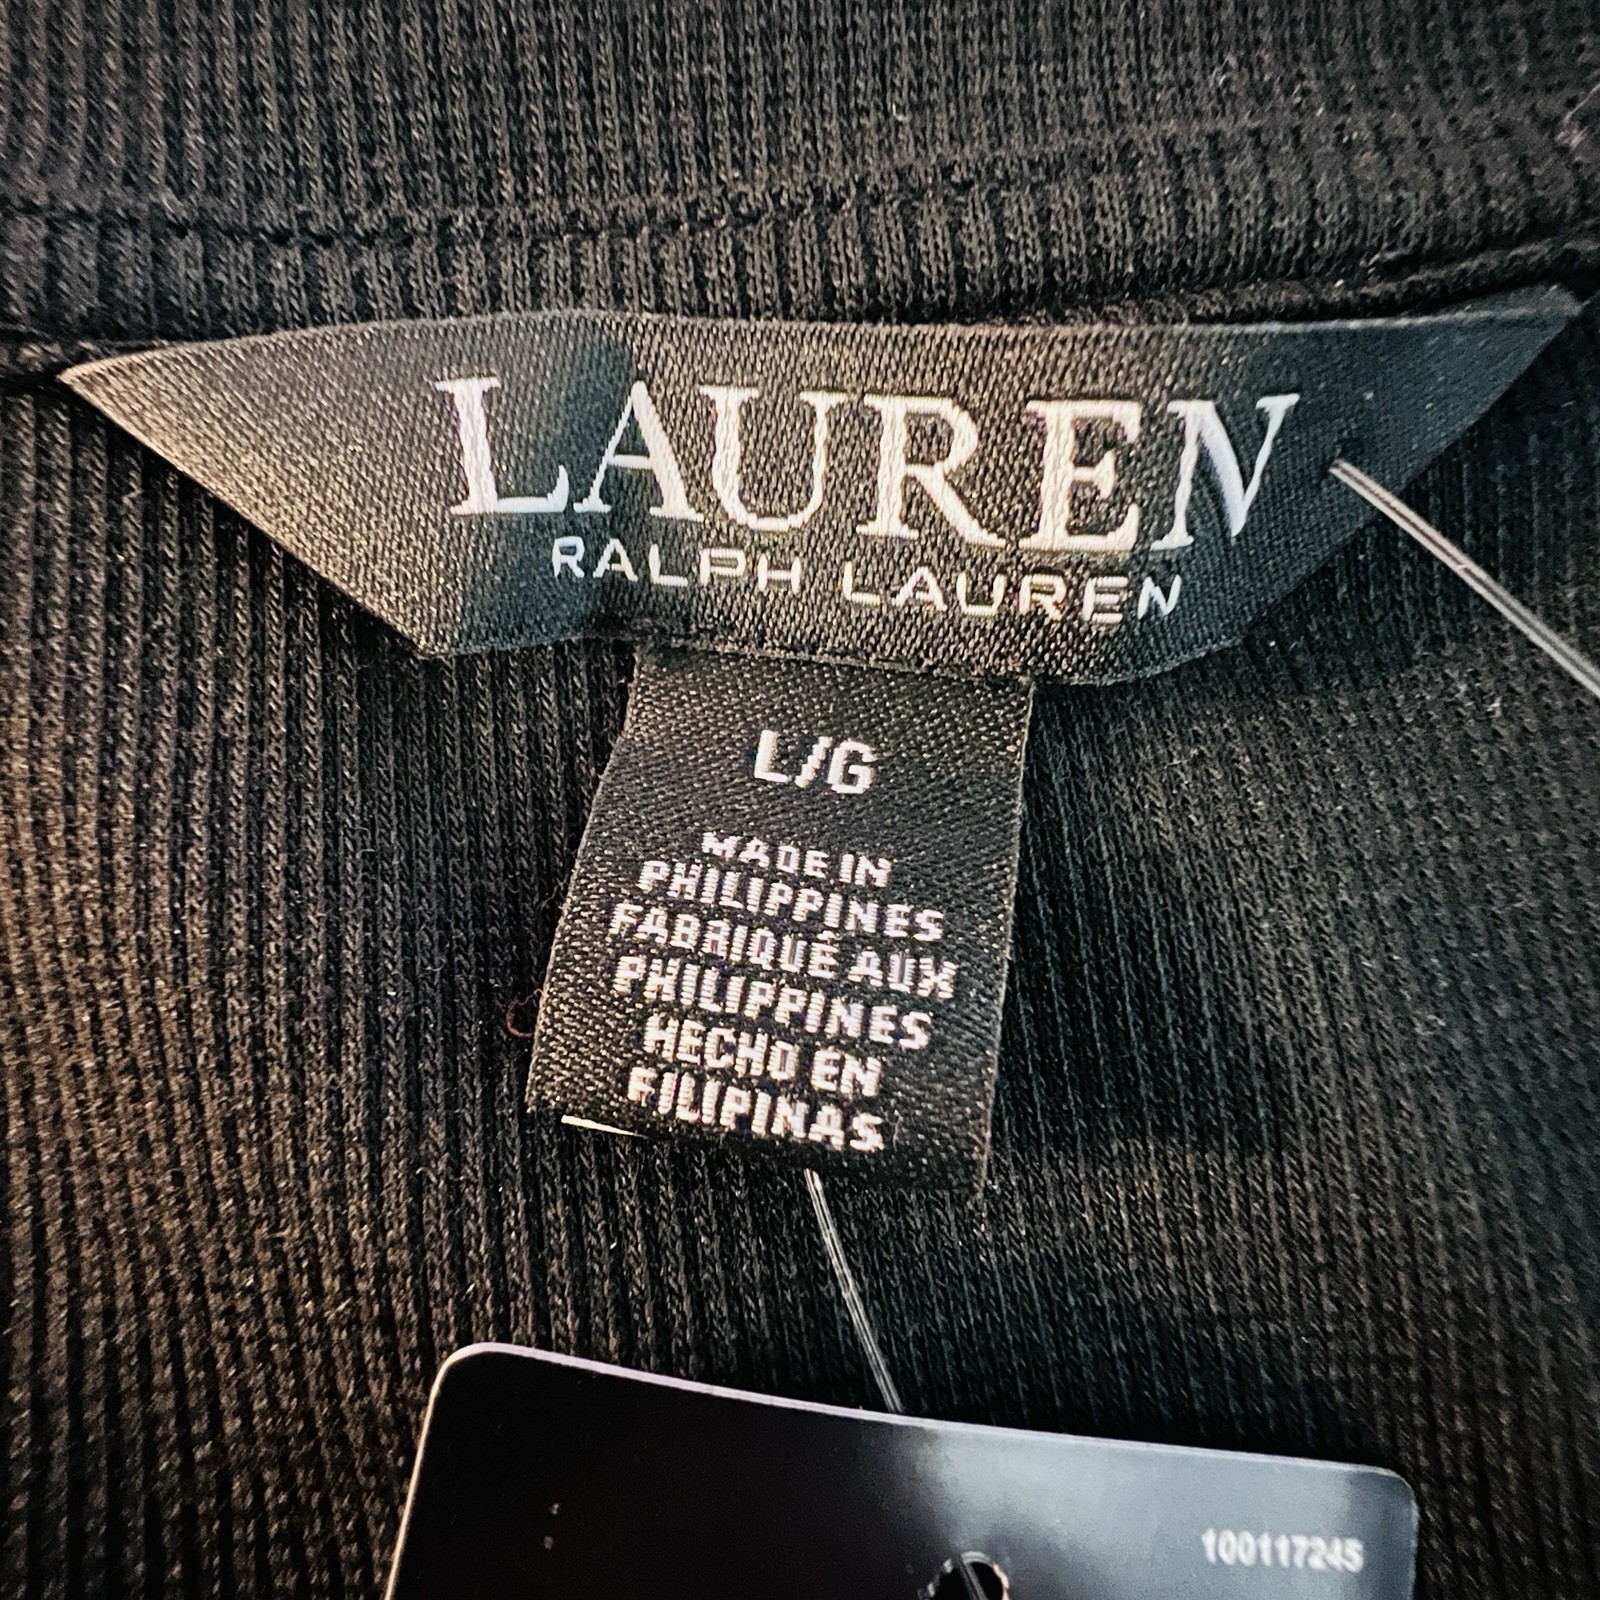 LAUREN
RALPH LAUREN
L/G
MADE IN
PHILIPPINES
FABRIQUÉ AUX
PHILIPPINES
HECHO EN
FILIPINAS
100117245